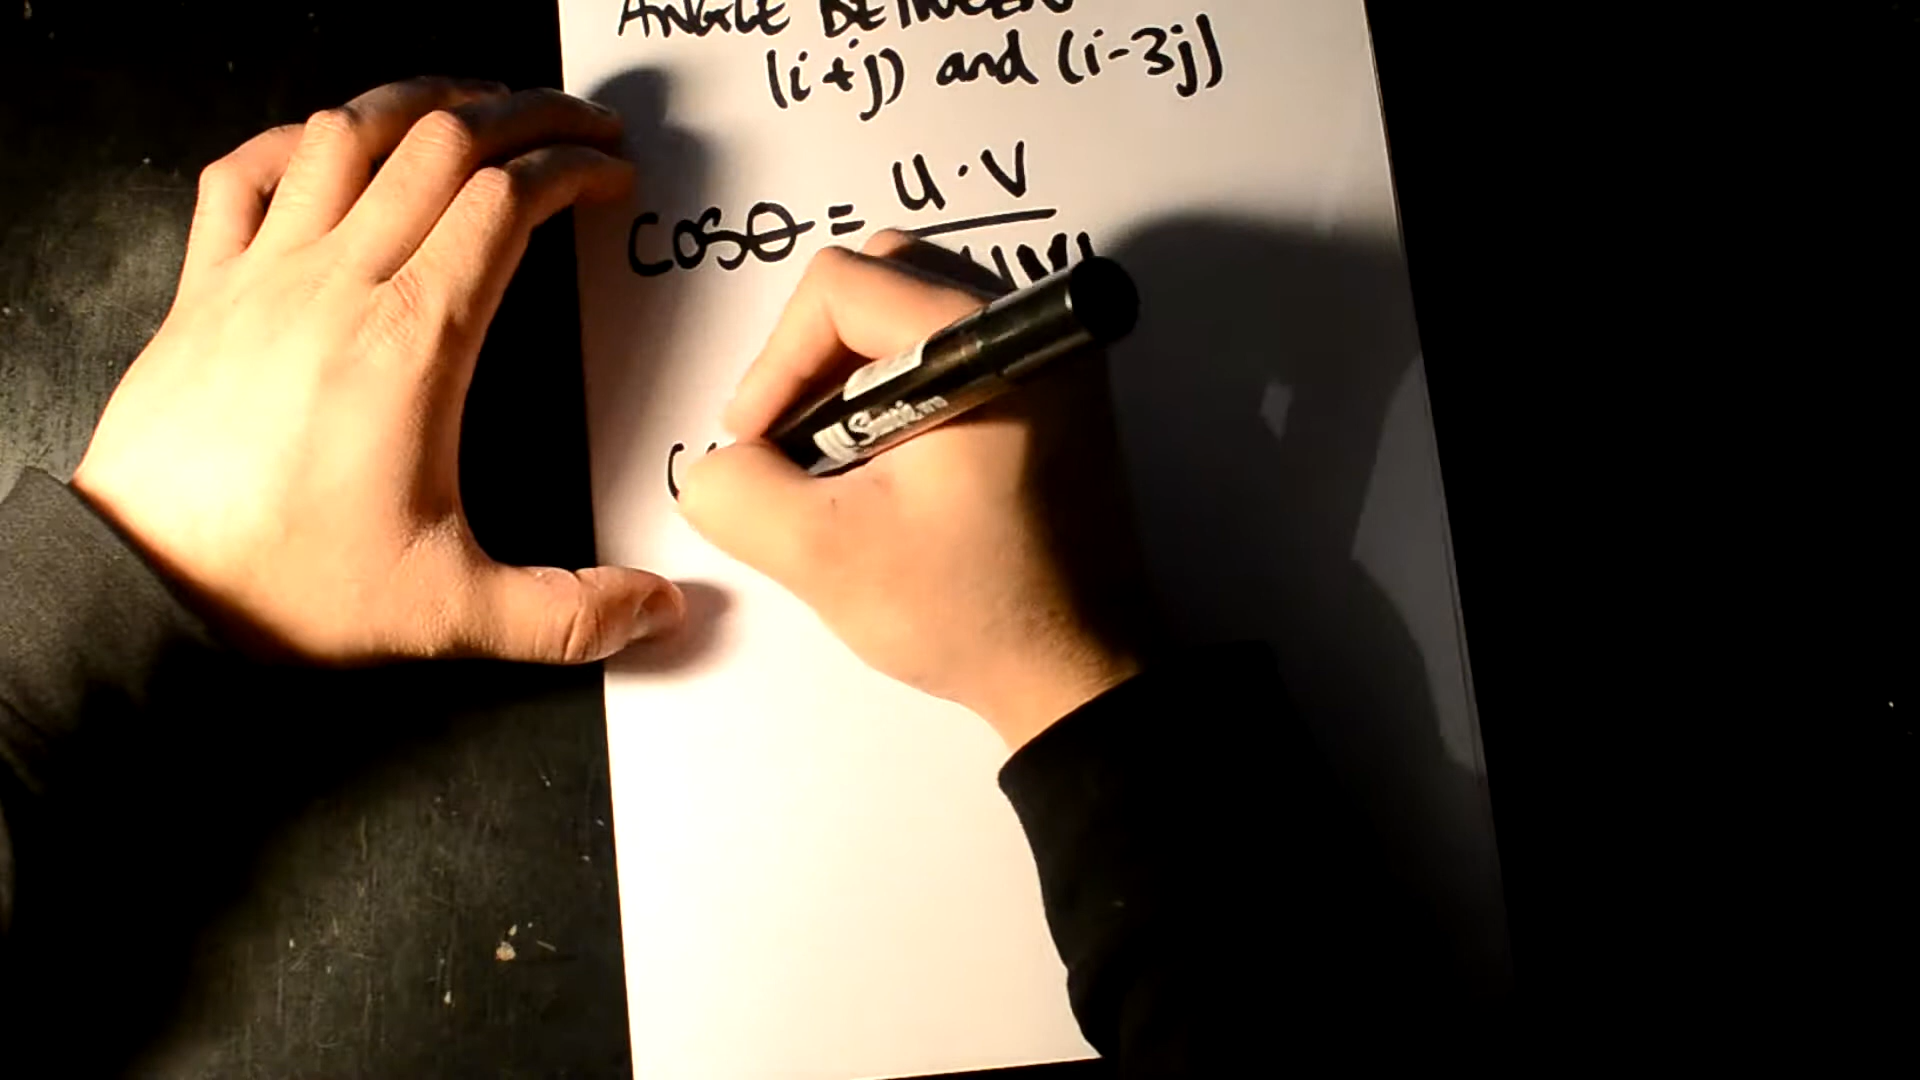 ANGLE BETWEEN
(i+j) and (i-3j)
cosθ = u·v